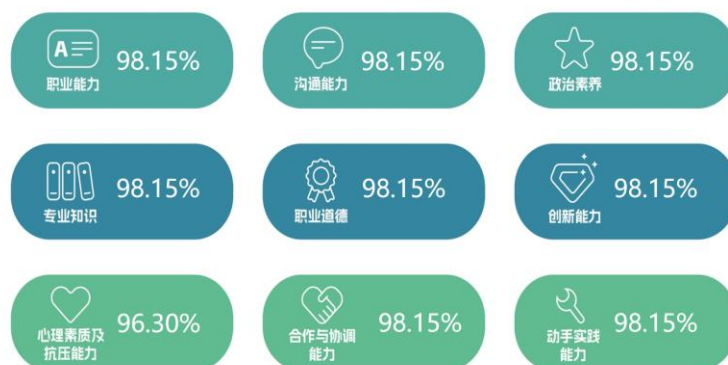 98.15%
职业能力
98.15%
沟通能力
98.15%
政治素养
98.15%
专业知识
98.15%
职业道德
98.15%
创新能力
96.30%
心理素质及
抗压能力
98.15%
合作与协调
能力
98.15%
动手实践
能力